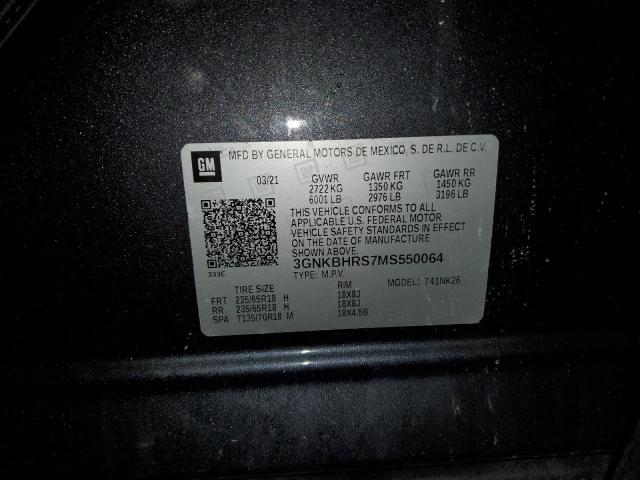 GM MFD BY GENERAL MOTORS DE MEXICO, S. DE R.L. DE C.V.
03/21 GVWR GAWR FRT GAWR RR
2722 KG 1350 KG 1450 KG
6001 LB 2976 LB 3196 LB
THIS VEHICLE CONFORMS TO ALL
APPLICABLE U.S. FEDERAL MOTOR
VEHICLE SAFETY STANDARDS IN EFFECT
ON THE DATE OF MANUFACTURE
SHOWN ABOVE.
333E 3GNKBHRS7MS550064
TYPE: M.P.V.
TIRE SIZE RIM MODEL: 741NK26
FRT 235/65R18 H 18X8J
RR 235/65R18 H 18X8J
SPA T135/70R18 M 18X4.5B